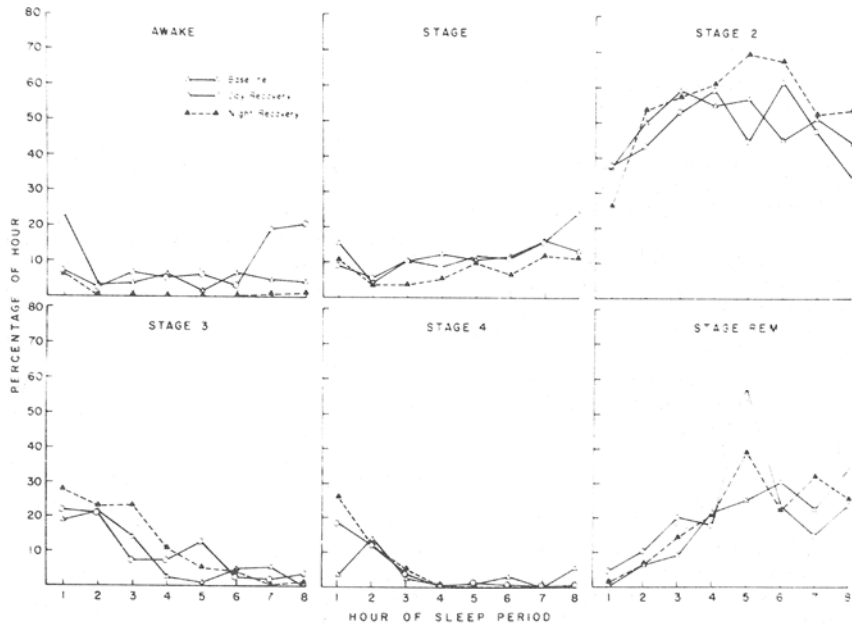 80
70
60
50
40
30
20
10
AWAKE
Baseline
Day Recovery
Night Recovery
STAGE
STAGE 2
PERCENTAGE OF HOUR
80
70
60
50
40
30
20
10
STAGE 3
STAGE 4
STAGE REM
1 2 3 4 5 6 7 8
1 2 3 4 5 6 7 8
1 2 3 4 5 6 7 8
HOUR OF SLEEP PERIOD